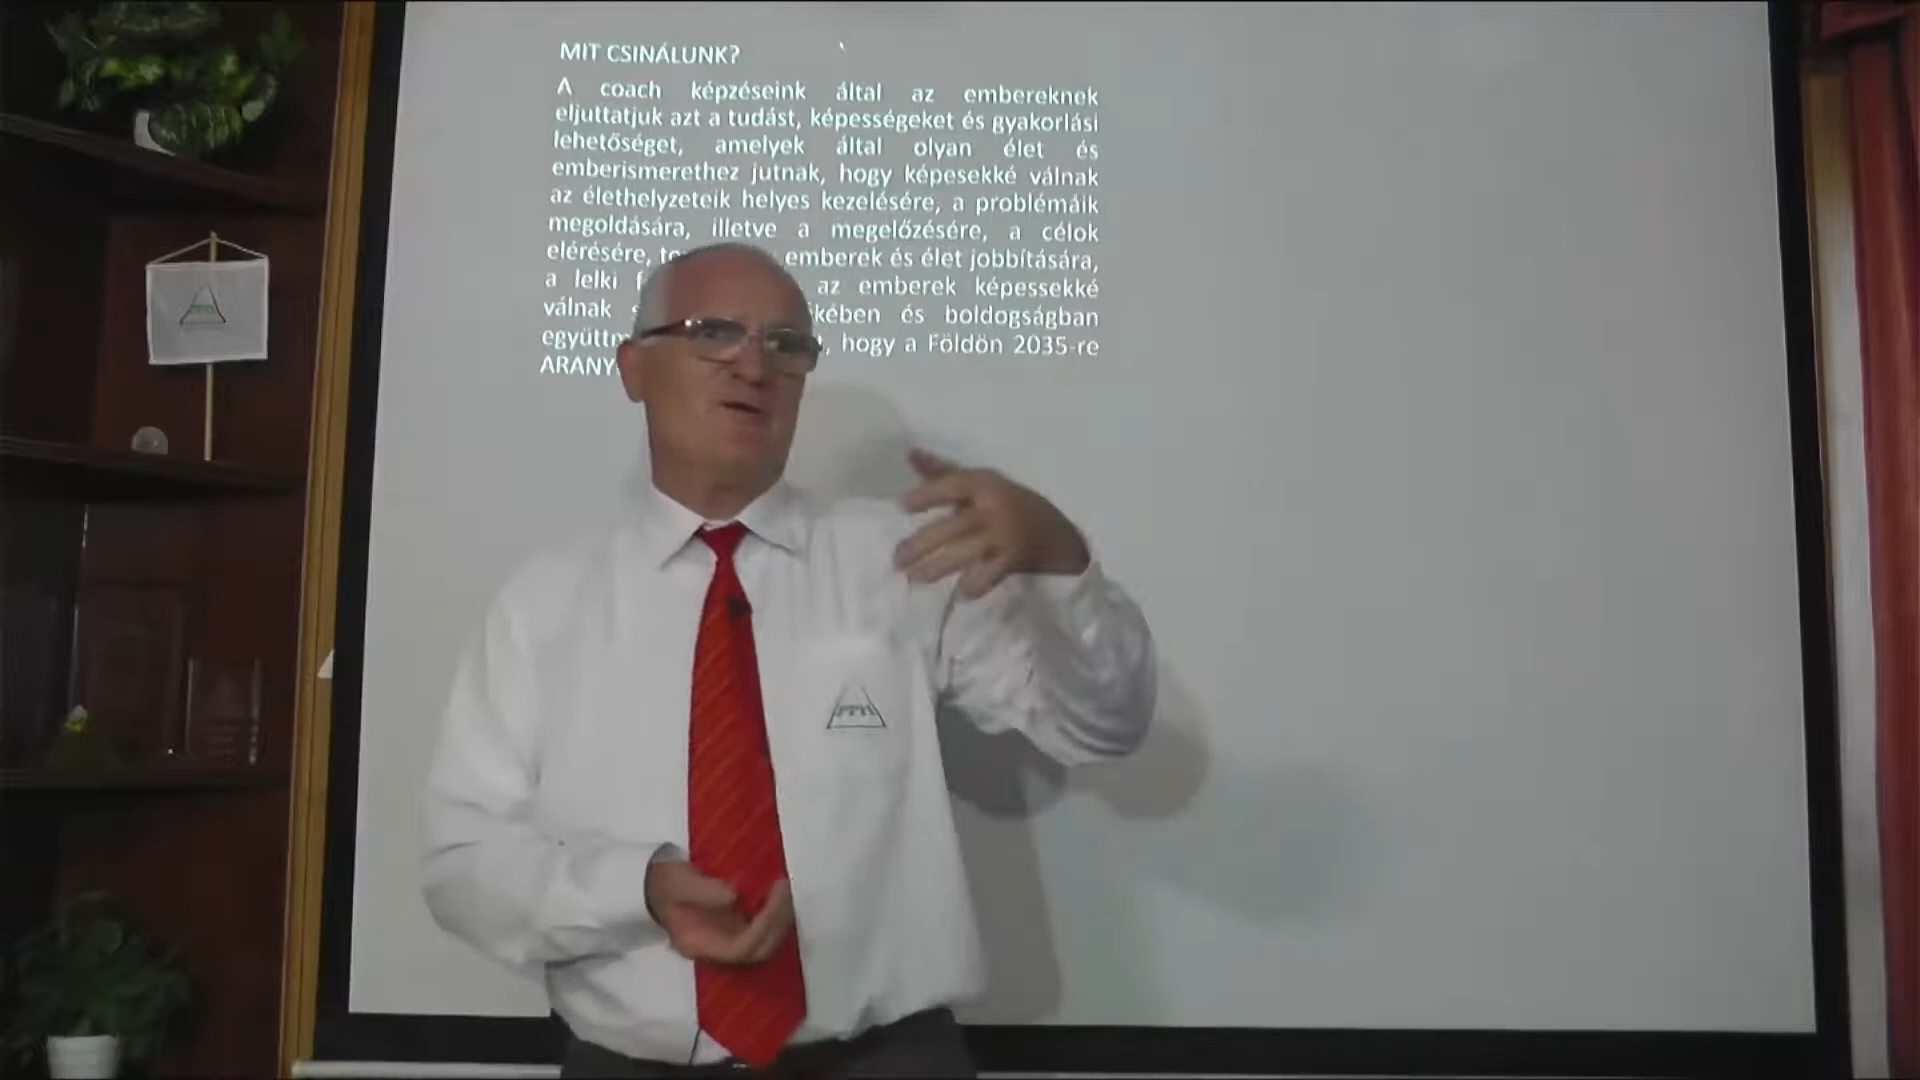 MIT CSINÁLUNK?
A coach képzéseink által az embereknek
eljuttatjuk azt a tudást, képességeket és gyakorlási
lehetőséget, amelyek által olyan élet és
emberismerethez jutnak, hogy képesekké válnak
az élethelyzeteik helyes kezelésére, a problémáik
megoldására, illetve a megelőzésére, a célok
elérésére, emberek és élet jobbítására,
a lelki az emberek képessekké
válnak és boldogságban
hogy a Földön 2035-re